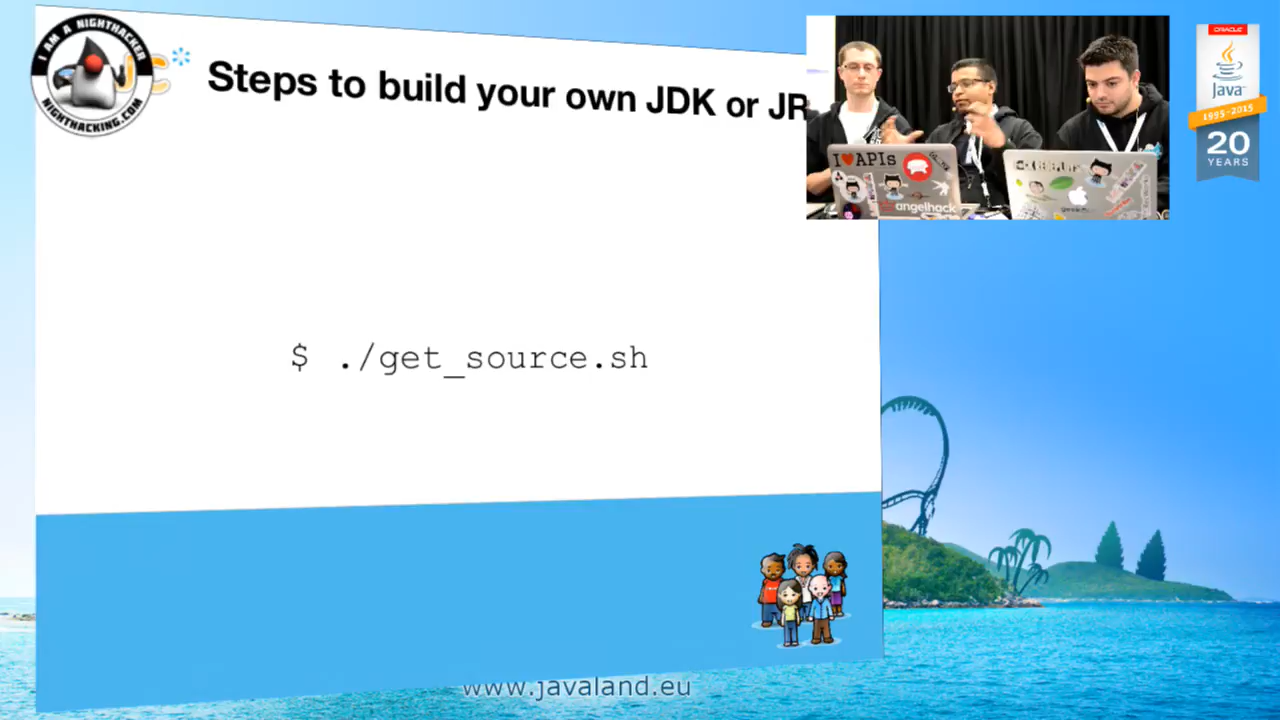 I AM A NIGHTHACKER
NIGHTHACKING.COM
Steps to build your own JDK or JR
$ ./get_source.sh
I ♥ APIs
angelhack
ORACLE
Java
1995-2015
20
YEARS
www.javaland.eu